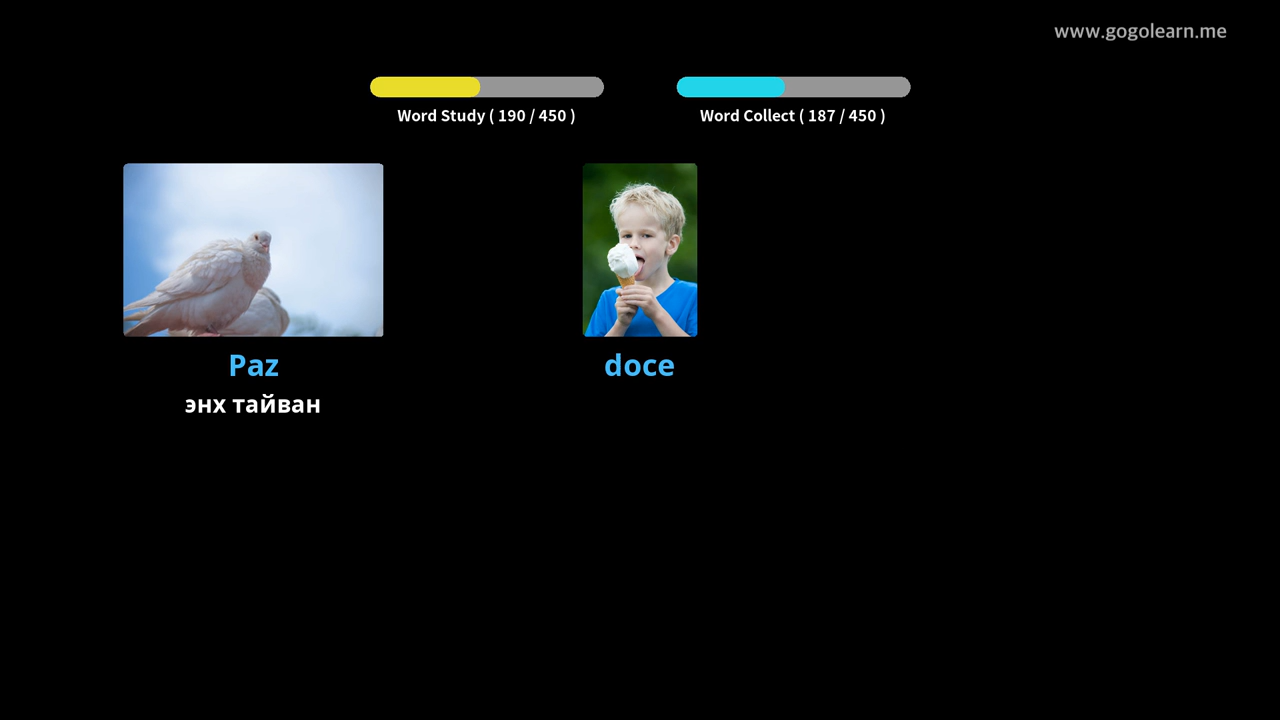 www.gogolearn.me
Word Study ( 190 / 450 )
Word Collect ( 187 / 450 )
Paz
doce
энх тайван